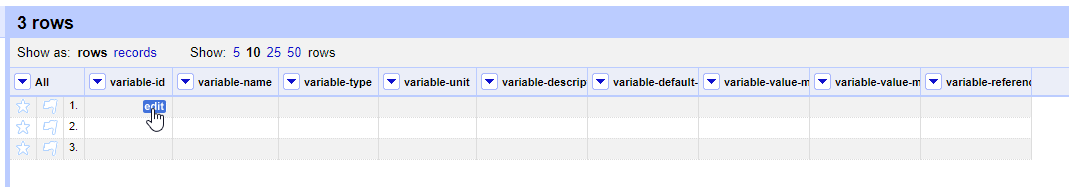 3 rows
Show as: rows records Show: 5 10 25 50 rows
All variable-id variable-name variable-type variable-unit variable-descrip variable-default- variable-value-m variable-value-m variable-referenc
1. edit
2.
3.